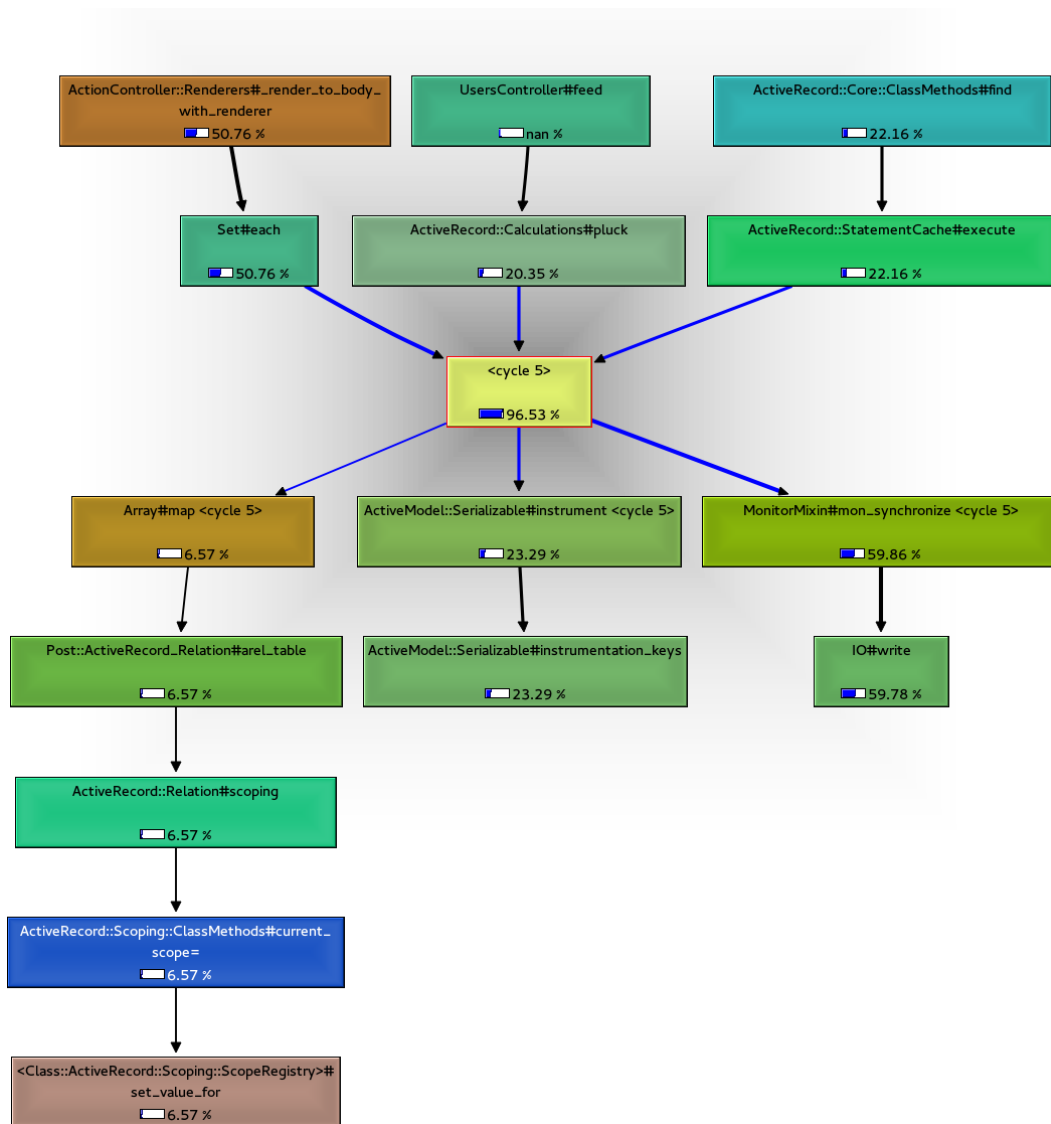 ActionController::Renderers#_render_to_body_
with_renderer
50.76 %
UsersController#feed
nan %
ActiveRecord::Core::ClassMethods#find
22.16 %
Set#each
50.76 %
ActiveRecord::Calculations#pluck
20.35 %
ActiveRecord::StatementCache#execute
22.16 %
<cycle 5>
96.53 %
Array#map <cycle 5>
6.57 %
ActiveModel::Serializable#instrument <cycle 5>
23.29 %
MonitorMixin#mon_synchronize <cycle 5>
59.86 %
Post::ActiveRecord_Relation#arel_table
6.57 %
ActiveModel::Serializable#instrumentation_keys
23.29 %
IO#write
59.78 %
ActiveRecord::Relation#scoping
6.57 %
ActiveRecord::Scoping::ClassMethods#current_
scope=
6.57 %
<Class::ActiveRecord::Scoping::ScopeRegistry>#
set_value_for
6.57 %